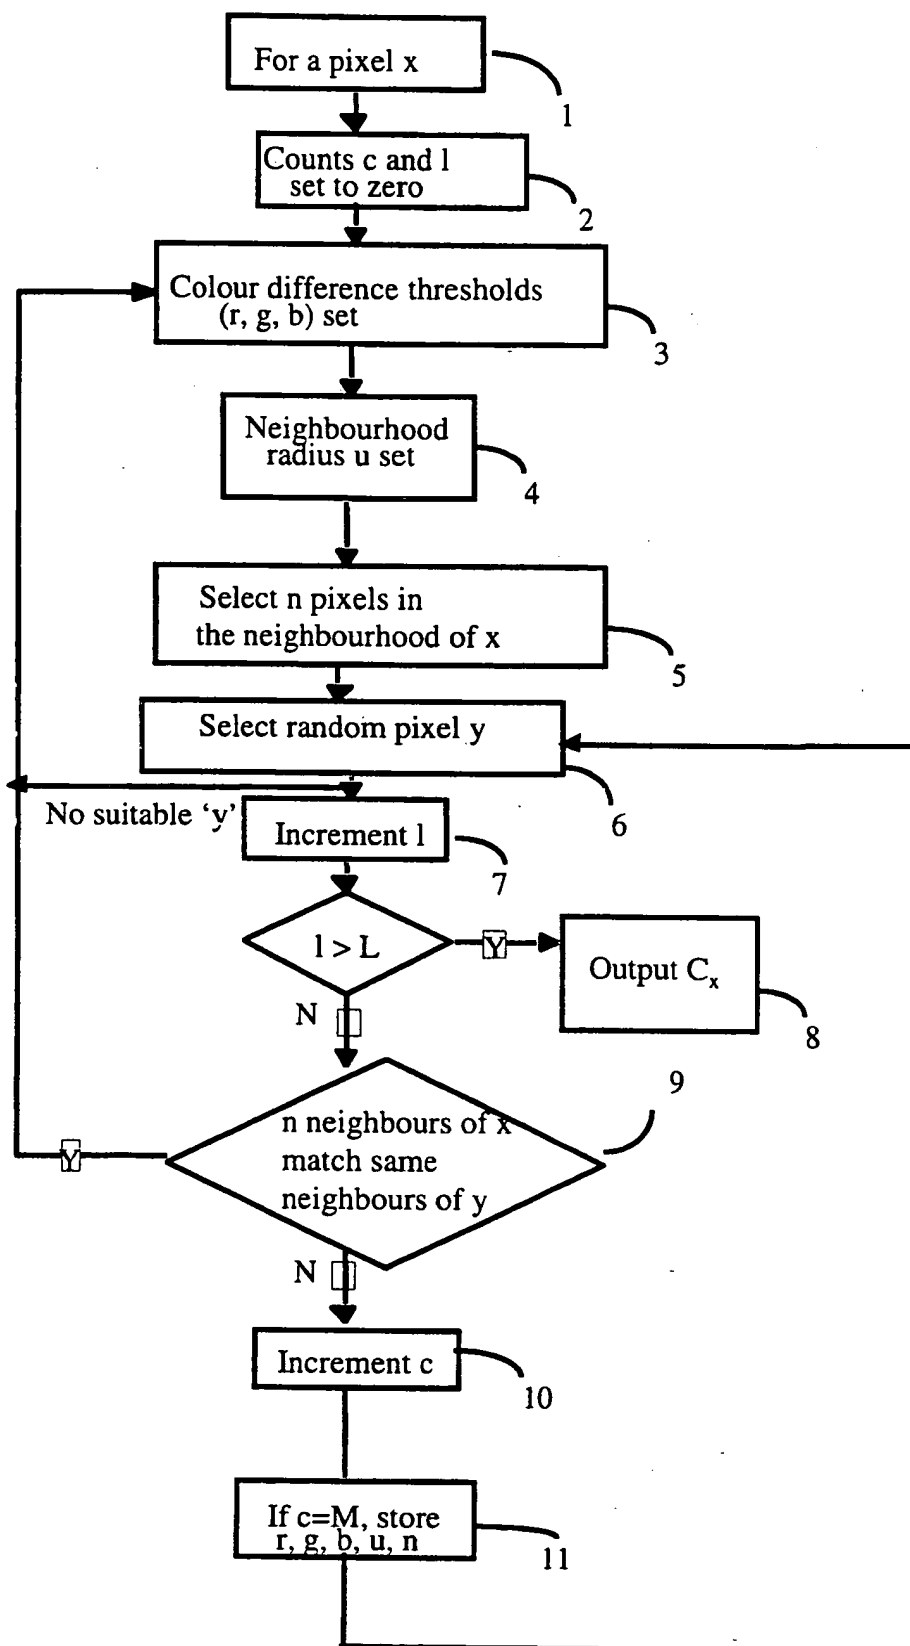 For a pixel x
1
Counts c and l
set to zero
2
Colour difference thresholds
(r, g, b) set
3
Neighbourhood
radius u set
4
Select n pixels in
the neighbourhood of x
5
Select random pixel y
6
No suitable ‘y’
Increment l
7
l > L
Y
Output Cx
8
N
9
n neighbours of x
match same
neighbours of y
Y
N
Increment c
10
If c=M, store
r, g, b, u, n
11